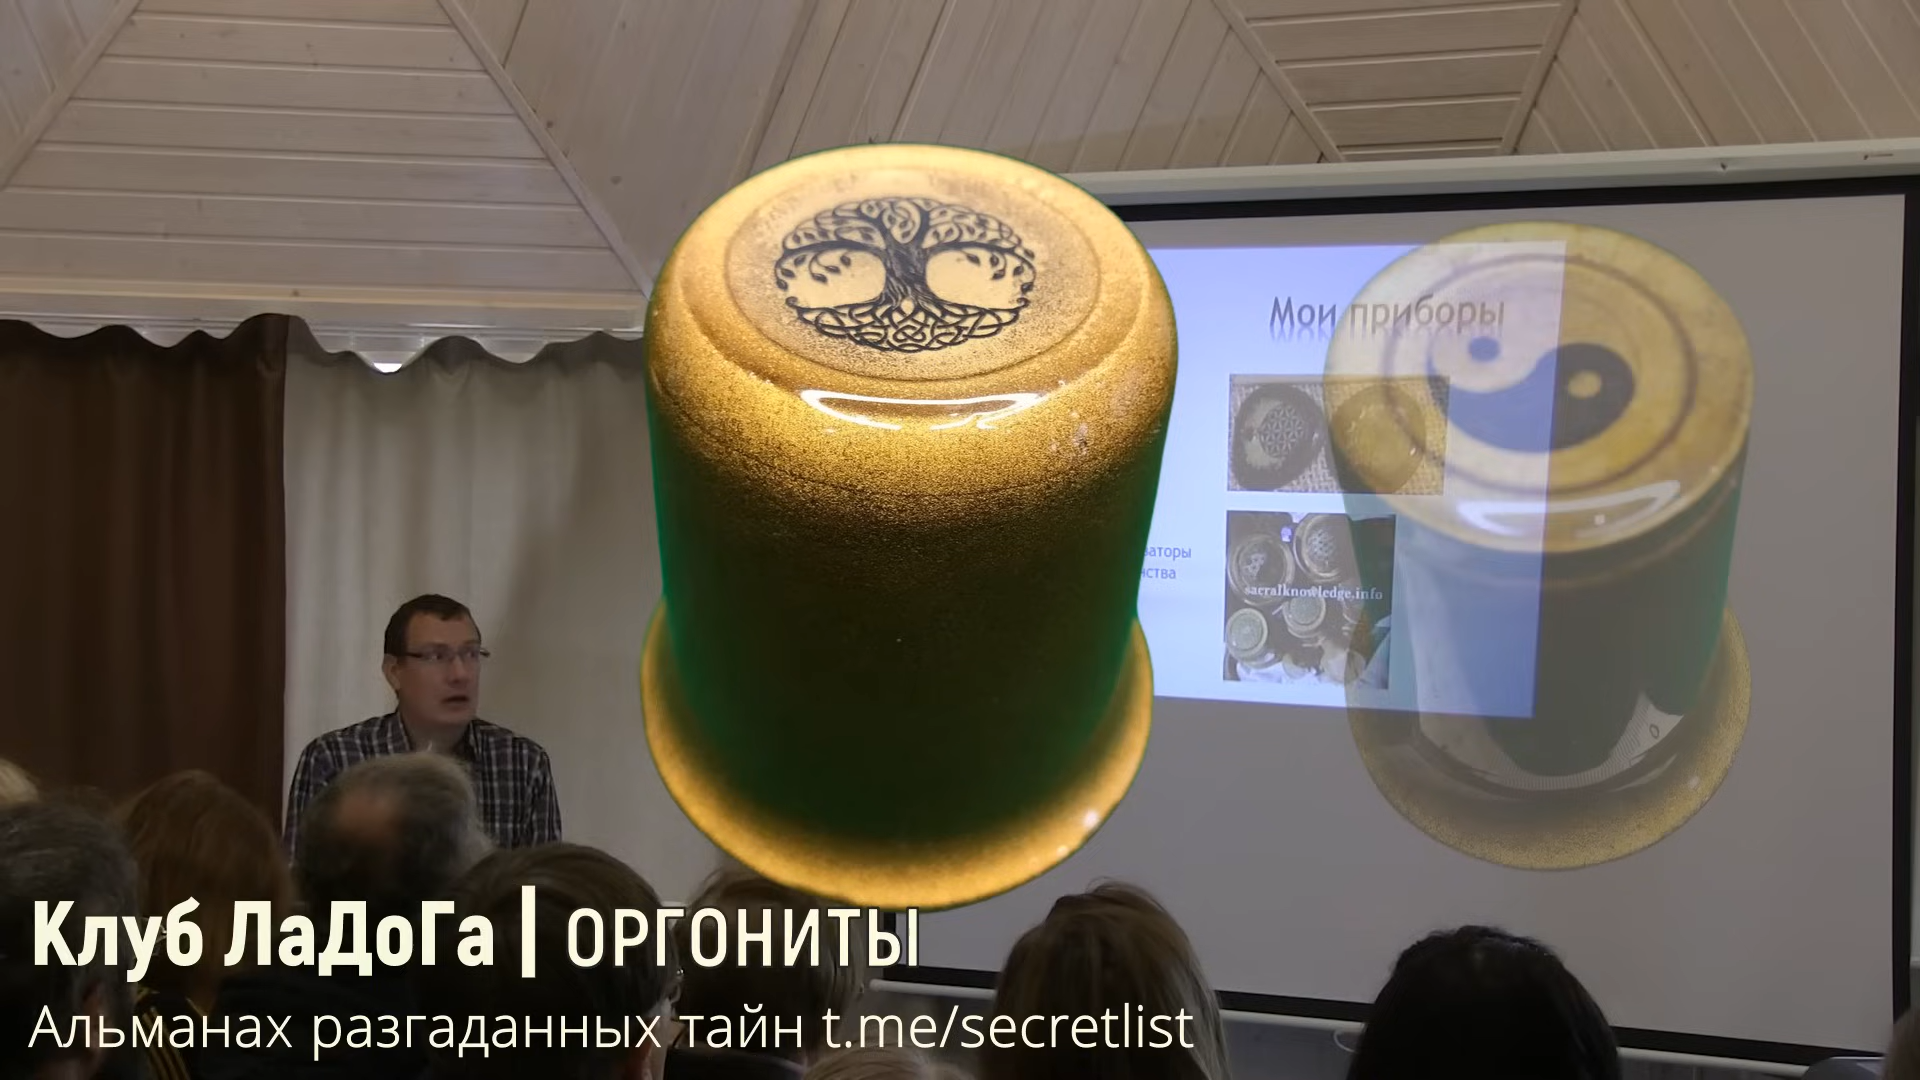 Мои приборы
sacralknowledge.info
Клуб ЛаДоГа | ОРГОНИТЫ
Альманах разгаданных тайн t.me/secretlist